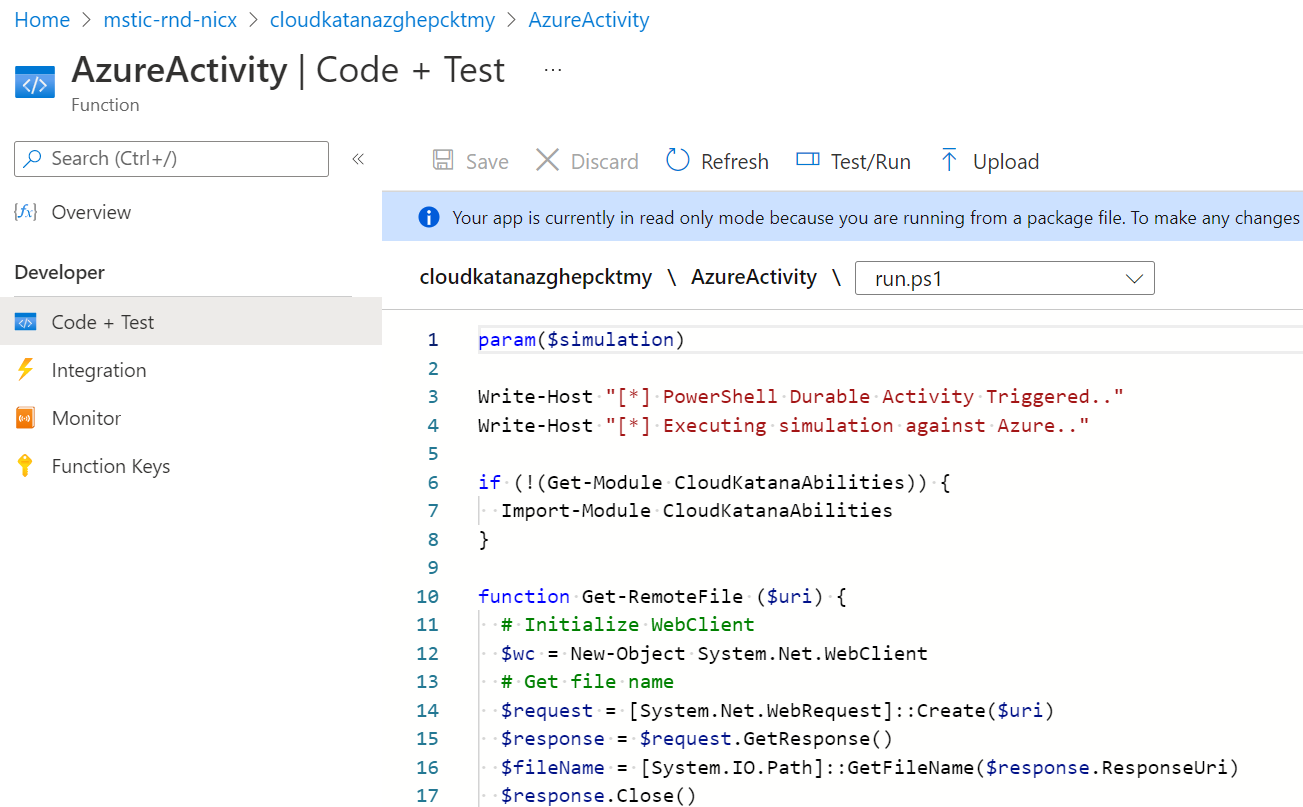 Home > mstic-rnd-nicx > cloudkatanazghepcktmy > AzureActivity
AzureActivity | Code + Test ...
Function
Search (Ctrl+/) «
Overview
Developer
Code + Test
Integration
Monitor
Function Keys
Save Discard Refresh Test/Run Upload
Your app is currently in read only mode because you are running from a package file. To make any changes
cloudkatanazghepcktmy \ AzureActivity \ run.ps1
1 param($simulation)
2
3 Write-Host "[*] PowerShell Durable Activity Triggered.."
4 Write-Host "[*] Executing simulation against Azure.."
5
6 if (!(Get-Module CloudKatanaAbilities)) {
7   Import-Module CloudKatanaAbilities
8 }
9
10 function Get-RemoteFile ($uri) {
11   # Initialize WebClient
12   $wc = New-Object System.Net.WebClient
13   # Get file name
14   $request = [System.Net.WebRequest]::Create($uri)
15   $response = $request.GetResponse()
16   $fileName = [System.IO.Path]::GetFileName($response.ResponseUri)
17   $response.Close()